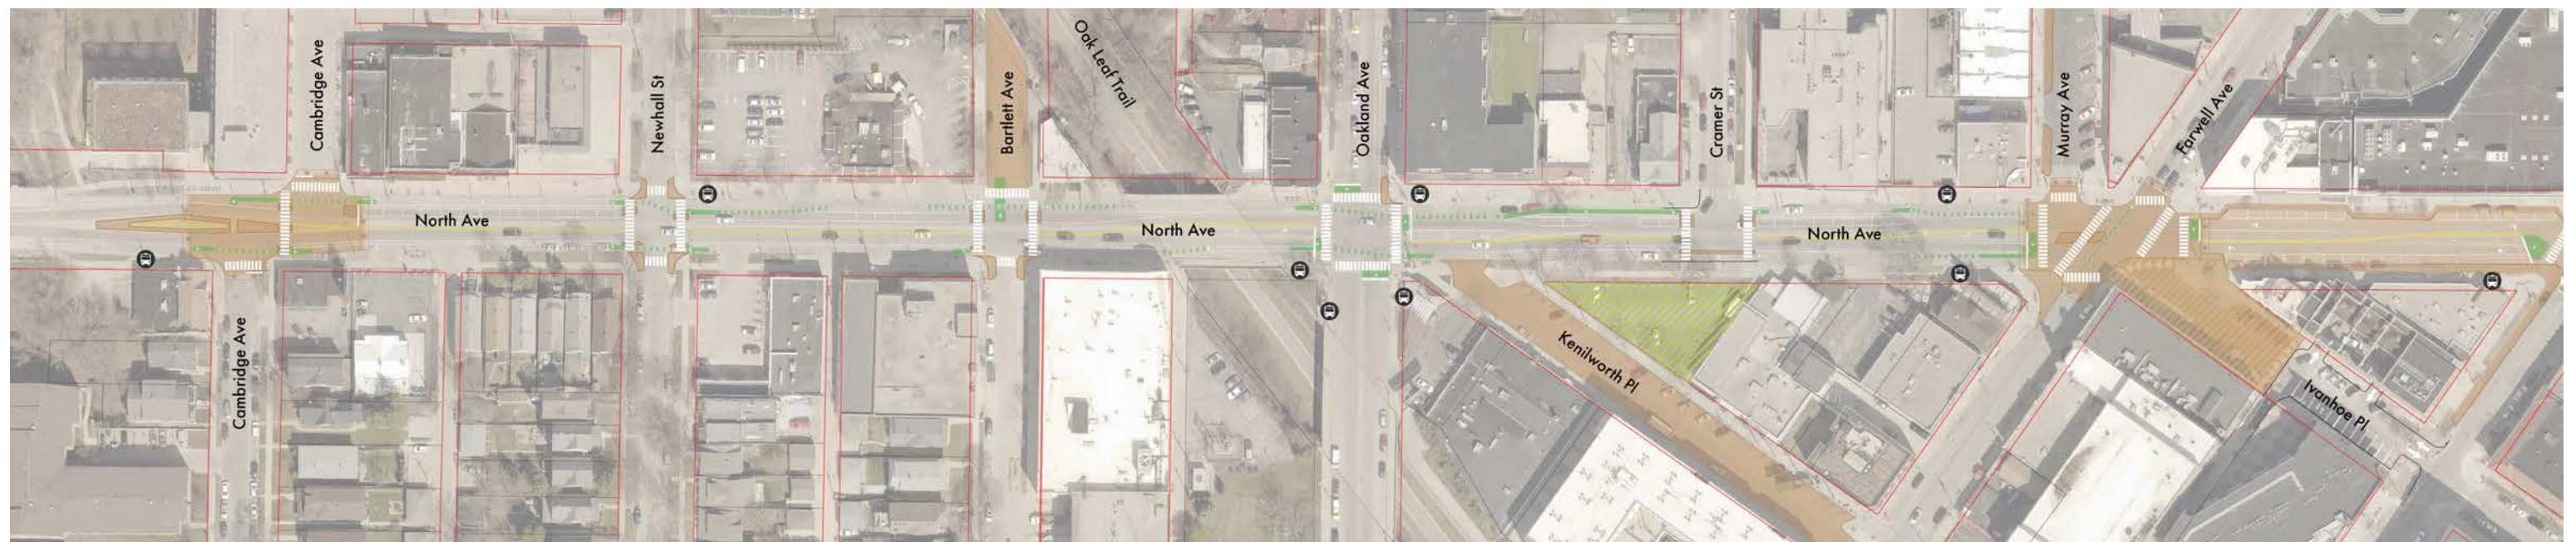 Cambridge Ave
Newhall St
Bartlett Ave
Oak Leaf Trail
Oakland Ave
Cramer St
Murray Ave
Farwell Ave
North Ave
North Ave
North Ave
Cambridge Ave
Kenilworth Pl
Ivanhoe Pl